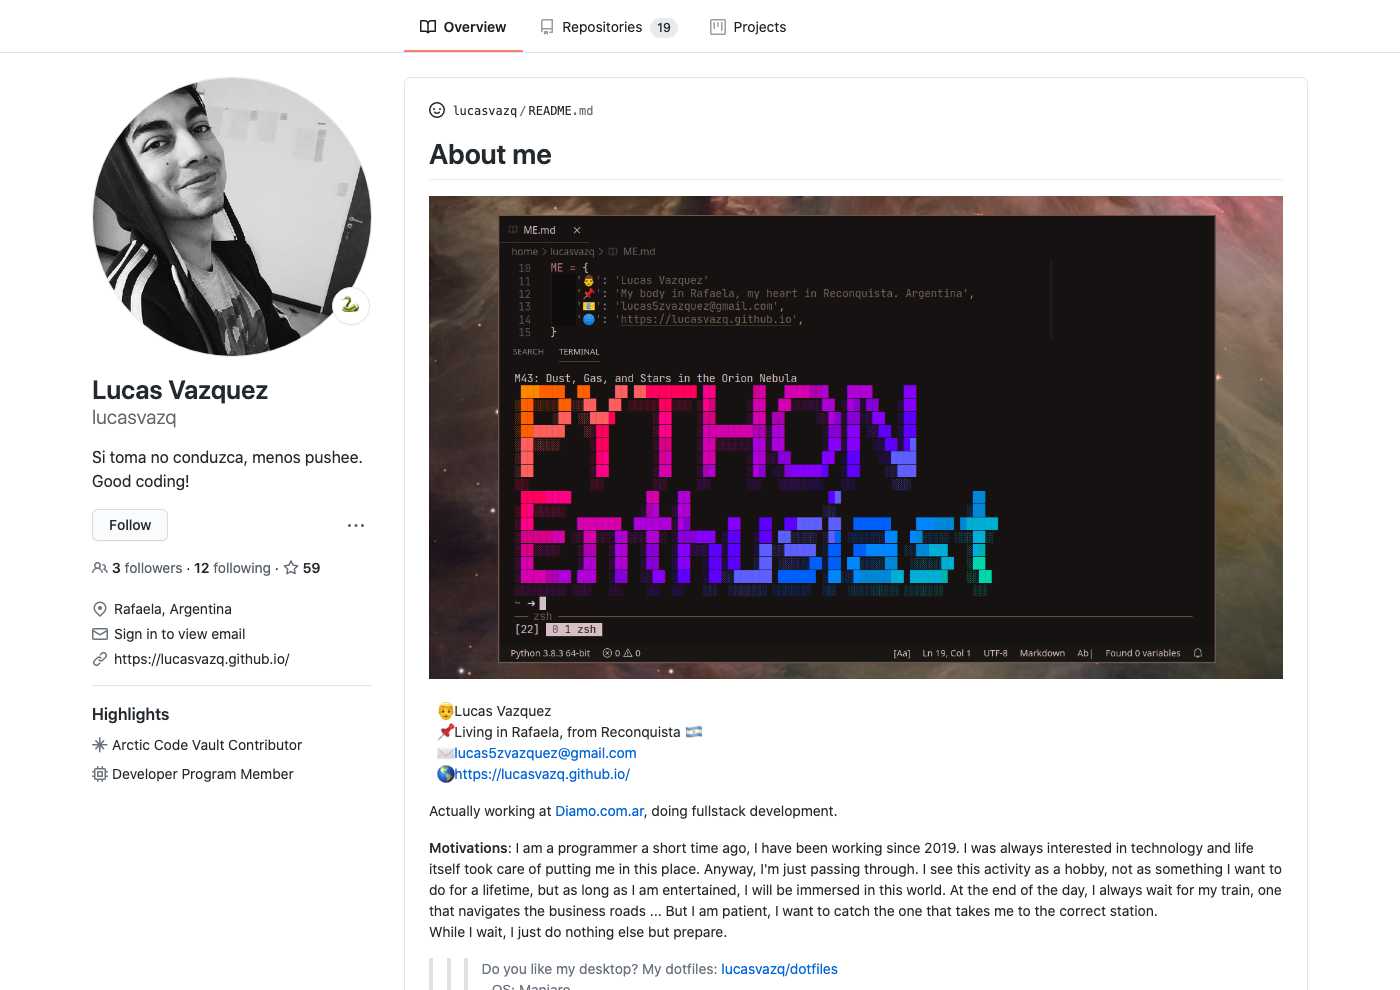 Overview
Repositories 19
Projects
lucasvazq/README.md
About me
ME.md ×
home > lucasvazq > ME.md
10 ME = {
11 '👨': 'Lucas Vazquez'
12 '📌': 'My body in Rafaela, my heart in Reconquista. Argentina',
13 '📧': 'lucas5zvazquez@gmail.com',
14 '🌐': 'https://lucasvazq.github.io',
15 }
SEARCH TERMINAL
M43: Dust, Gas, and Stars in the Orion Nebula
PYTHON
Enthusiast
~ ➜
zsh
[22] 0 1 zsh
Python 3.8.3 64-bit 0 0 [Aa] Ln 19, Col 1 UTF-8 Markdown Ab| Found 0 variables
Lucas Vazquez
lucasvazq
Si toma no conduzca, menos pushee.
Good coding!
Follow
...
3 followers · 12 following · 59
Rafaela, Argentina
Sign in to view email
https://lucasvazq.github.io/
Highlights
Arctic Code Vault Contributor
Developer Program Member
Lucas Vazquez
Living in Rafaela, from Reconquista
lucas5zvazquez@gmail.com
https://lucasvazq.github.io/
Actually working at Diamo.com.ar, doing fullstack development.
Motivations: I am a programmer a short time ago, I have been working since 2019. I was always interested in technology and life
itself took care of putting me in this place. Anyway, I'm just passing through. I see this activity as a hobby, not as something I want to
do for a lifetime, but as long as I am entertained, I will be immersed in this world. At the end of the day, I always wait for my train, one
that navigates the business roads ... But I am patient, I want to catch the one that takes me to the correct station.
While I wait, I just do nothing else but prepare.
Do you like my desktop? My dotfiles: lucasvazq/dotfiles
OS: Manjaro